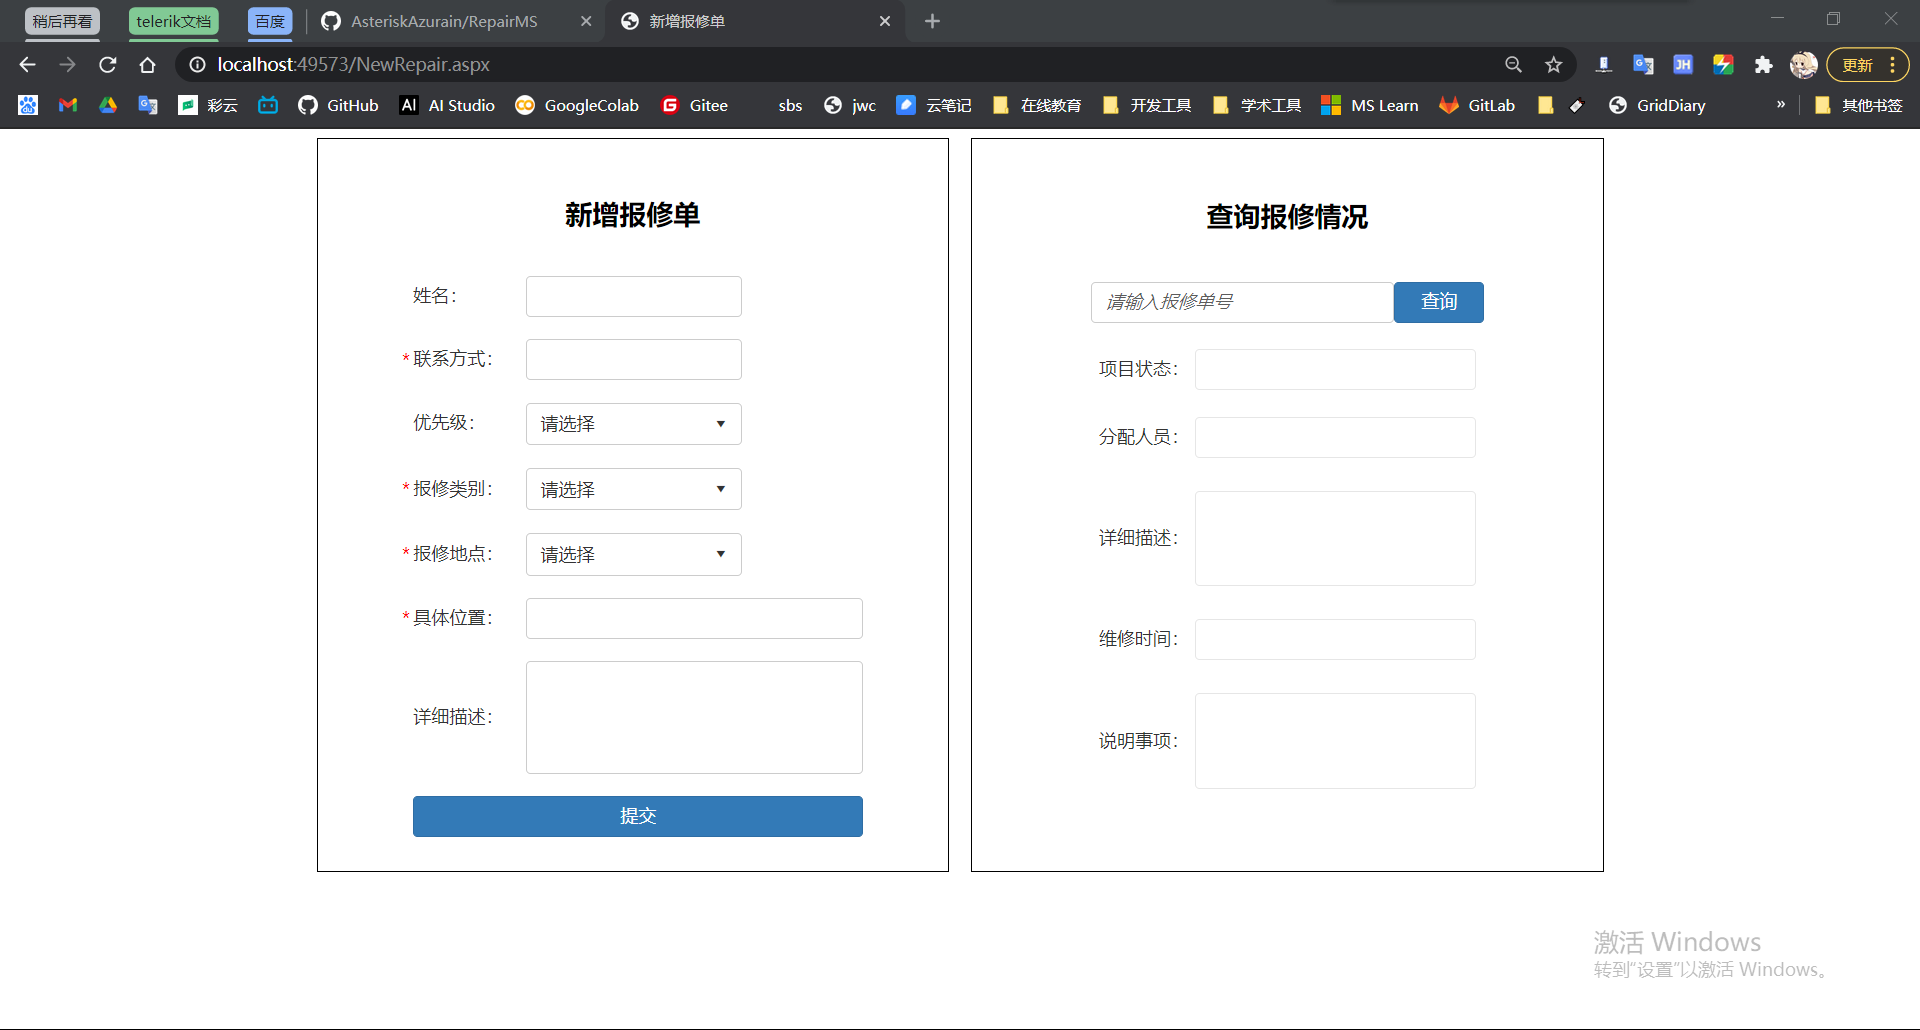 稍后再看 telerik文档 百度 AsteriskAzurain/RepairMS 新增报修单
localhost:49573/NewRepair.aspx JH 更新
彩云 GitHub AI AI Studio GoogleColab Gitee sbs jwc 云笔记 在线教育 开发工具 学术工具 MS Learn GitLab GridDiary » 其他书签
新增报修单
姓名：
* 联系方式：
优先级： 请选择
* 报修类别： 请选择
* 报修地点： 请选择
* 具体位置：
详细描述：
提交
查询报修情况
请输入报修单号 查询
项目状态：
分配人员：
详细描述：
维修时间：
说明事项：
激活 Windows
转到“设置”以激活 Windows。